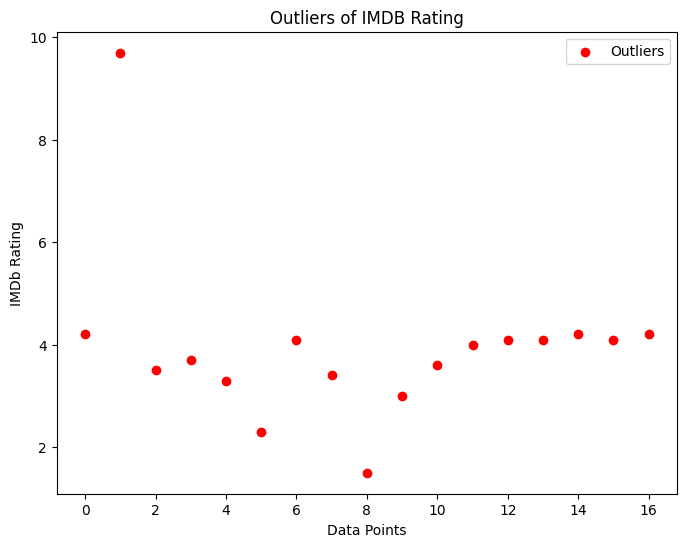 Outliers of IMDB Rating
Outliers
IMDb Rating
10
8
6
4
2
0 2 4 6 8 10 12 14 16
Data Points